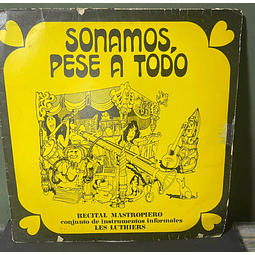 SONAMOS,
PESE A TODO
RECITAL MASTROPIERO
conjunto de instrumentos informales
LES LUTHIERS